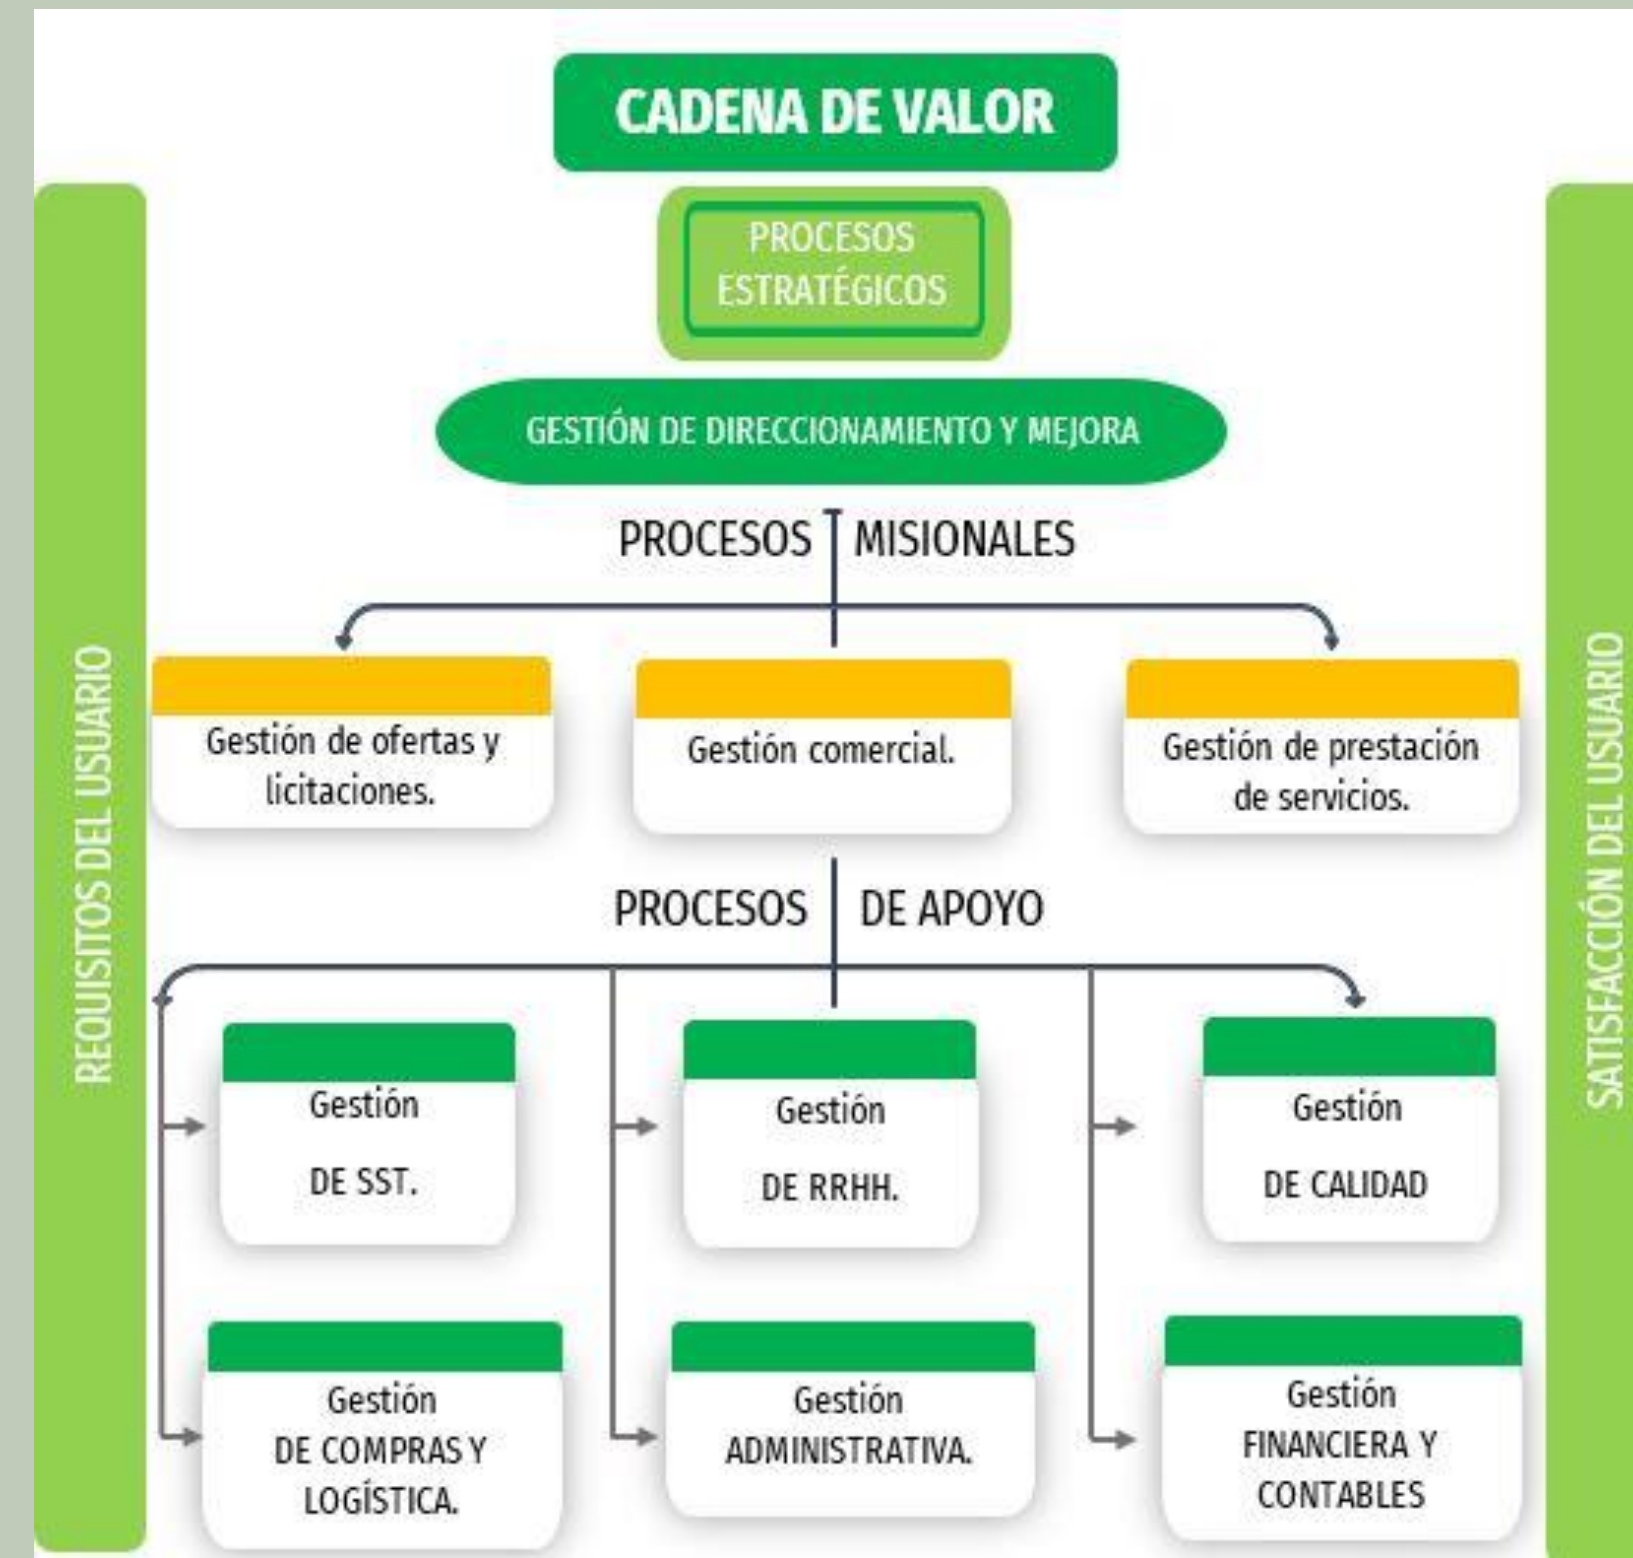 CADENA DE VALOR
PROCESOS
ESTRATÉGICOS
GESTIÓN DE DIRECCIONAMIENTO Y MEJORA
PROCESOS MISIONALES
REQUISITOS DEL USUARIO
Gestión de ofertas y
licitaciones.
Gestión comercial.
Gestión de prestación
de servicios.
SATISFACCIÓN DEL USUARIO
PROCESOS DE APOYO
Gestión
DE SST.
Gestión
DE RRHH.
Gestión
DE CALIDAD
Gestión
DE COMPRAS Y
LOGÍSTICA.
Gestión
ADMINISTRATIVA.
Gestión
FINANCIERA Y
CONTABLES